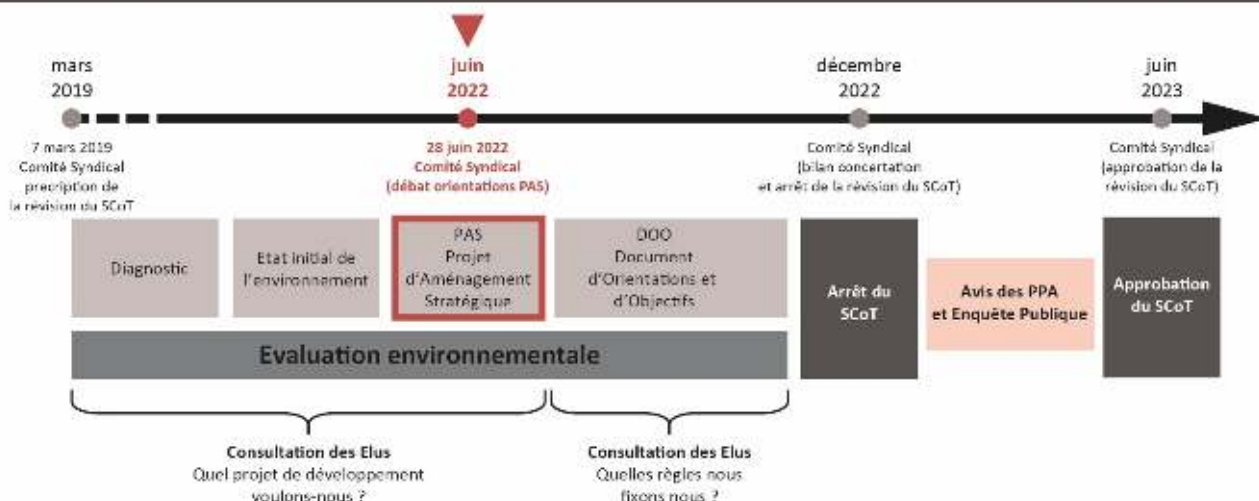 mars
2019
juin
2022
décembre
2022
juin
2023
7 mars 2019
Comité Syndical
precription de
la révision du SCoT
28 juin 2022
Comité Syndical
(débat orientations PAS)
Comité Syndical
(bilan concertation
et arrêt de la révision du SCoT)
Comité Syndical
(approbation de la
révision du SCoT)
Diagnostic
Etat initial de
l'environnement
PAS
Projet
d'Aménagement
Stratégique
DOO
Document
d'Orientations et
d'Objectifs
Arrêt du
SCoT
Avis des PPA
et Enquête Publique
Approbation
du SCoT
Evaluation environnementale
Consultation des Elus
Quel projet de développement
voulons-nous ?
Consultation des Elus
Quelles règles nous
fixons nous ?